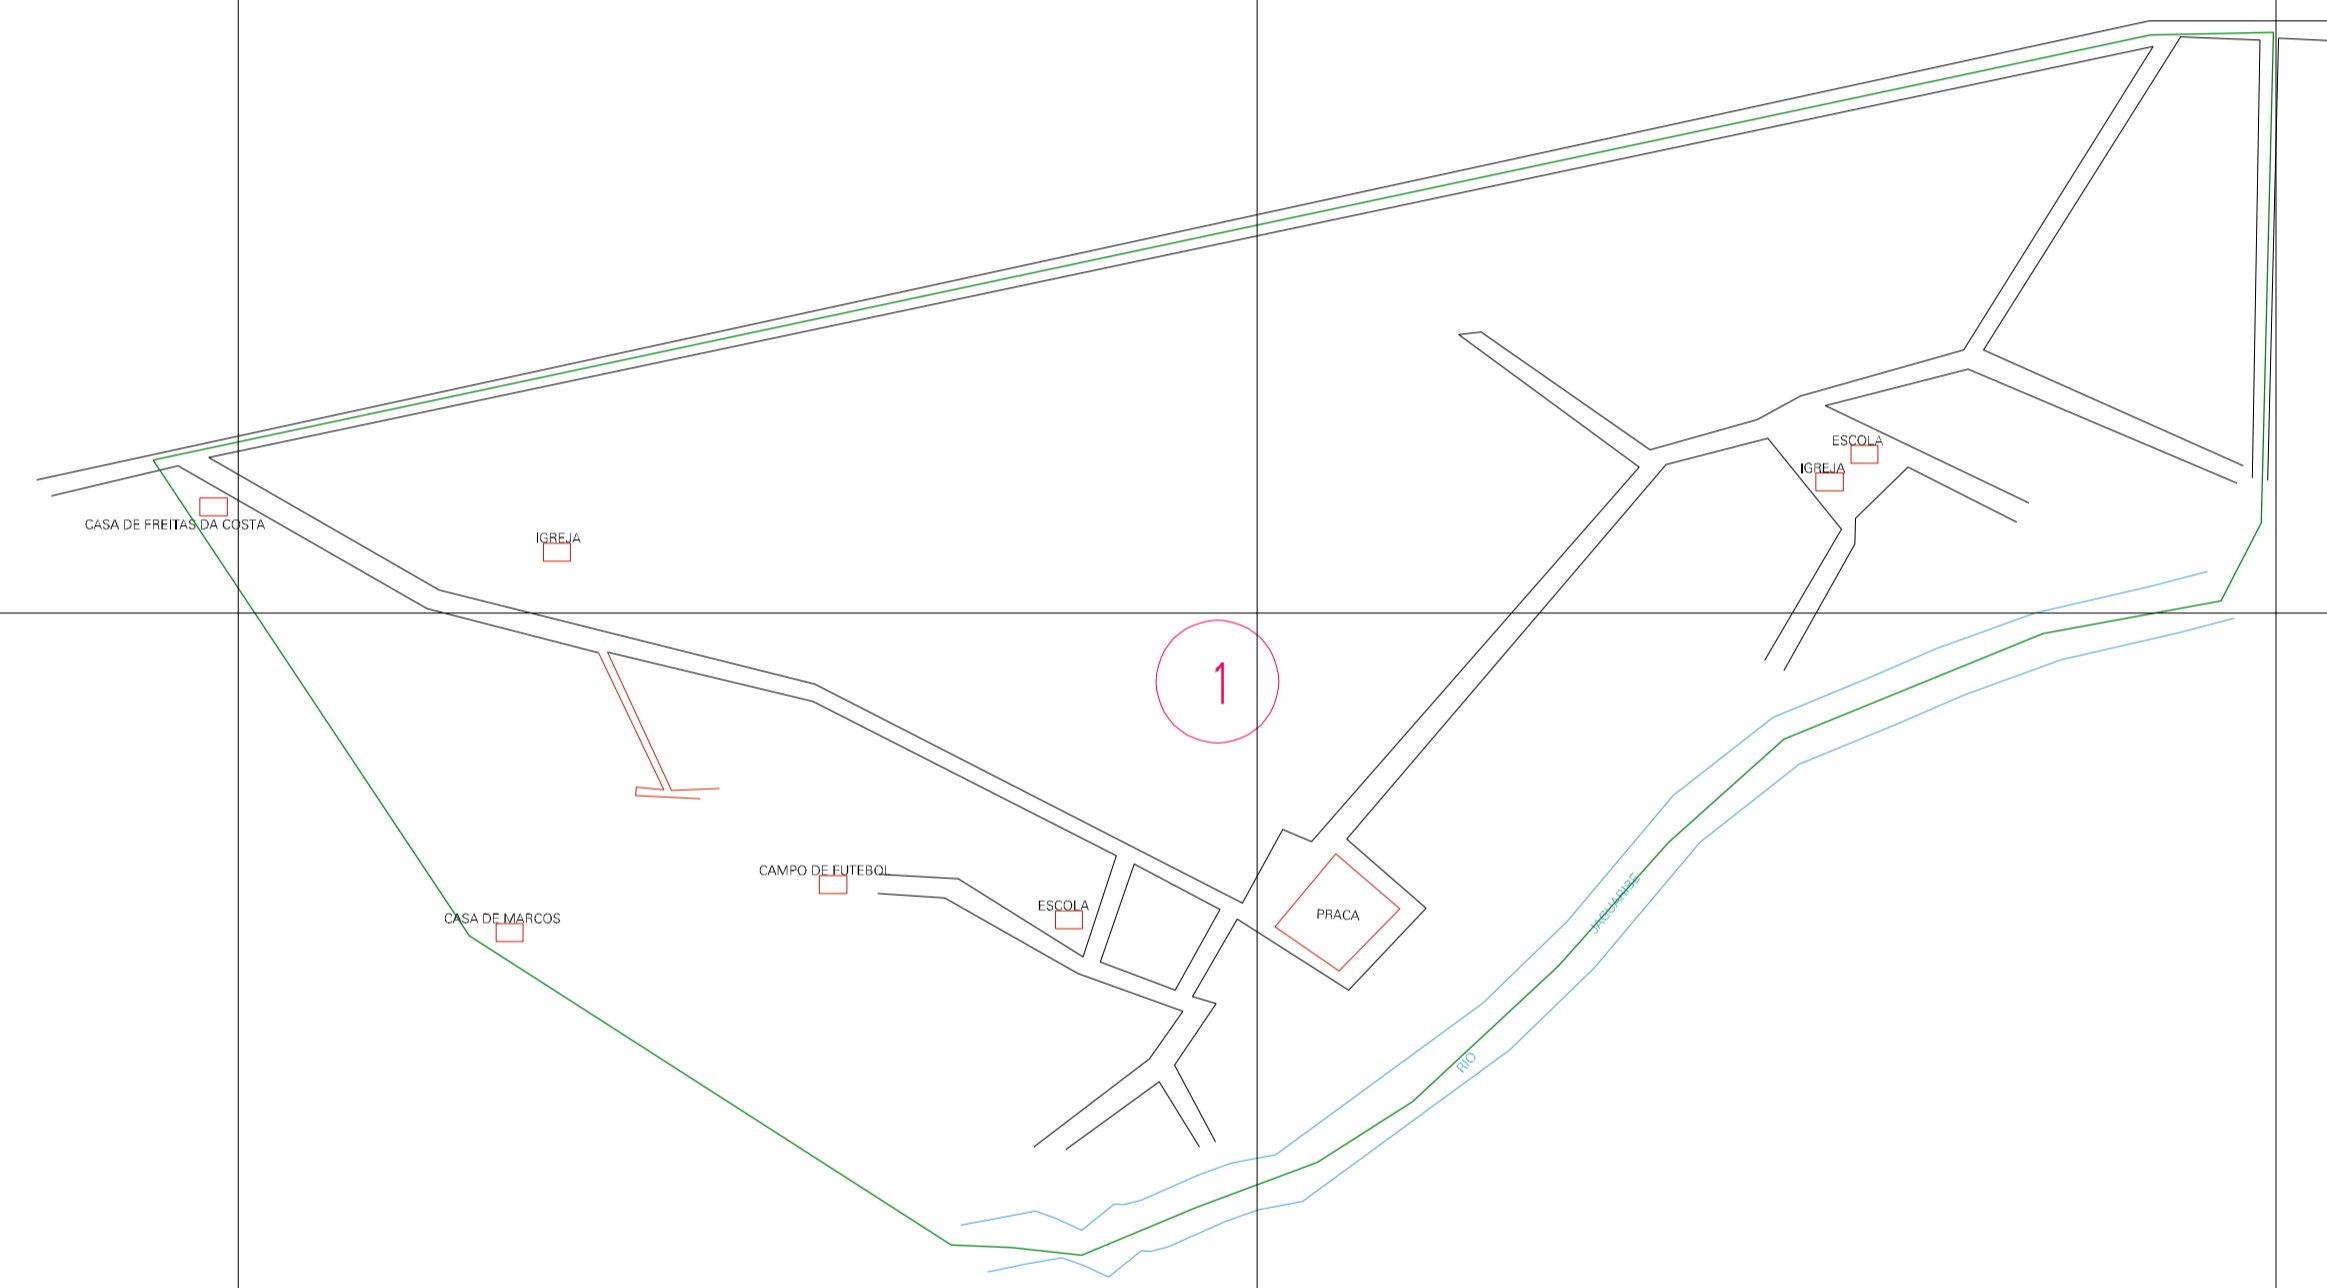 ESCOLA
IGREJA
CASA DE FREITAS DA COSTA
IGREJA
1
CAMPO DE FUTEBOL
ESCOLA
CASA DE MARCOS
PRACA
RIO
JAGUARIBE